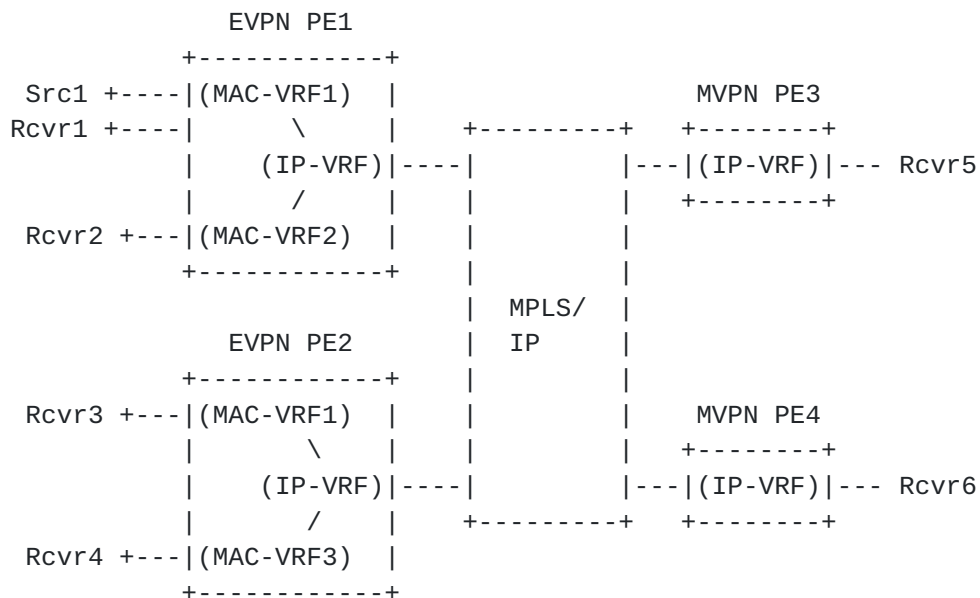 EVPN PE1
+------------+
Src1 +----|(MAC-VRF1)  |                        MVPN PE3
Rcvr1 +----|      \     |    +---------+   +--------+
|    (IP-VRF)|----|         |---|(IP-VRF)|--- Rcvr5
|      /     |    |         |   +--------+
Rcvr2 +---|(MAC-VRF2)  |    |         |
+------------+    |         |
|  MPLS/  |
EVPN PE2       |  IP     |
+------------+    |         |
Rcvr3 +---|(MAC-VRF1)  |    |         |    MVPN PE4
|       \    |    |         |   +--------+
|    (IP-VRF)|----|         |---|(IP-VRF)|--- Rcvr6
|       /    |    +---------+   +--------+
Rcvr4 +---|(MAC-VRF3)  |
+------------+